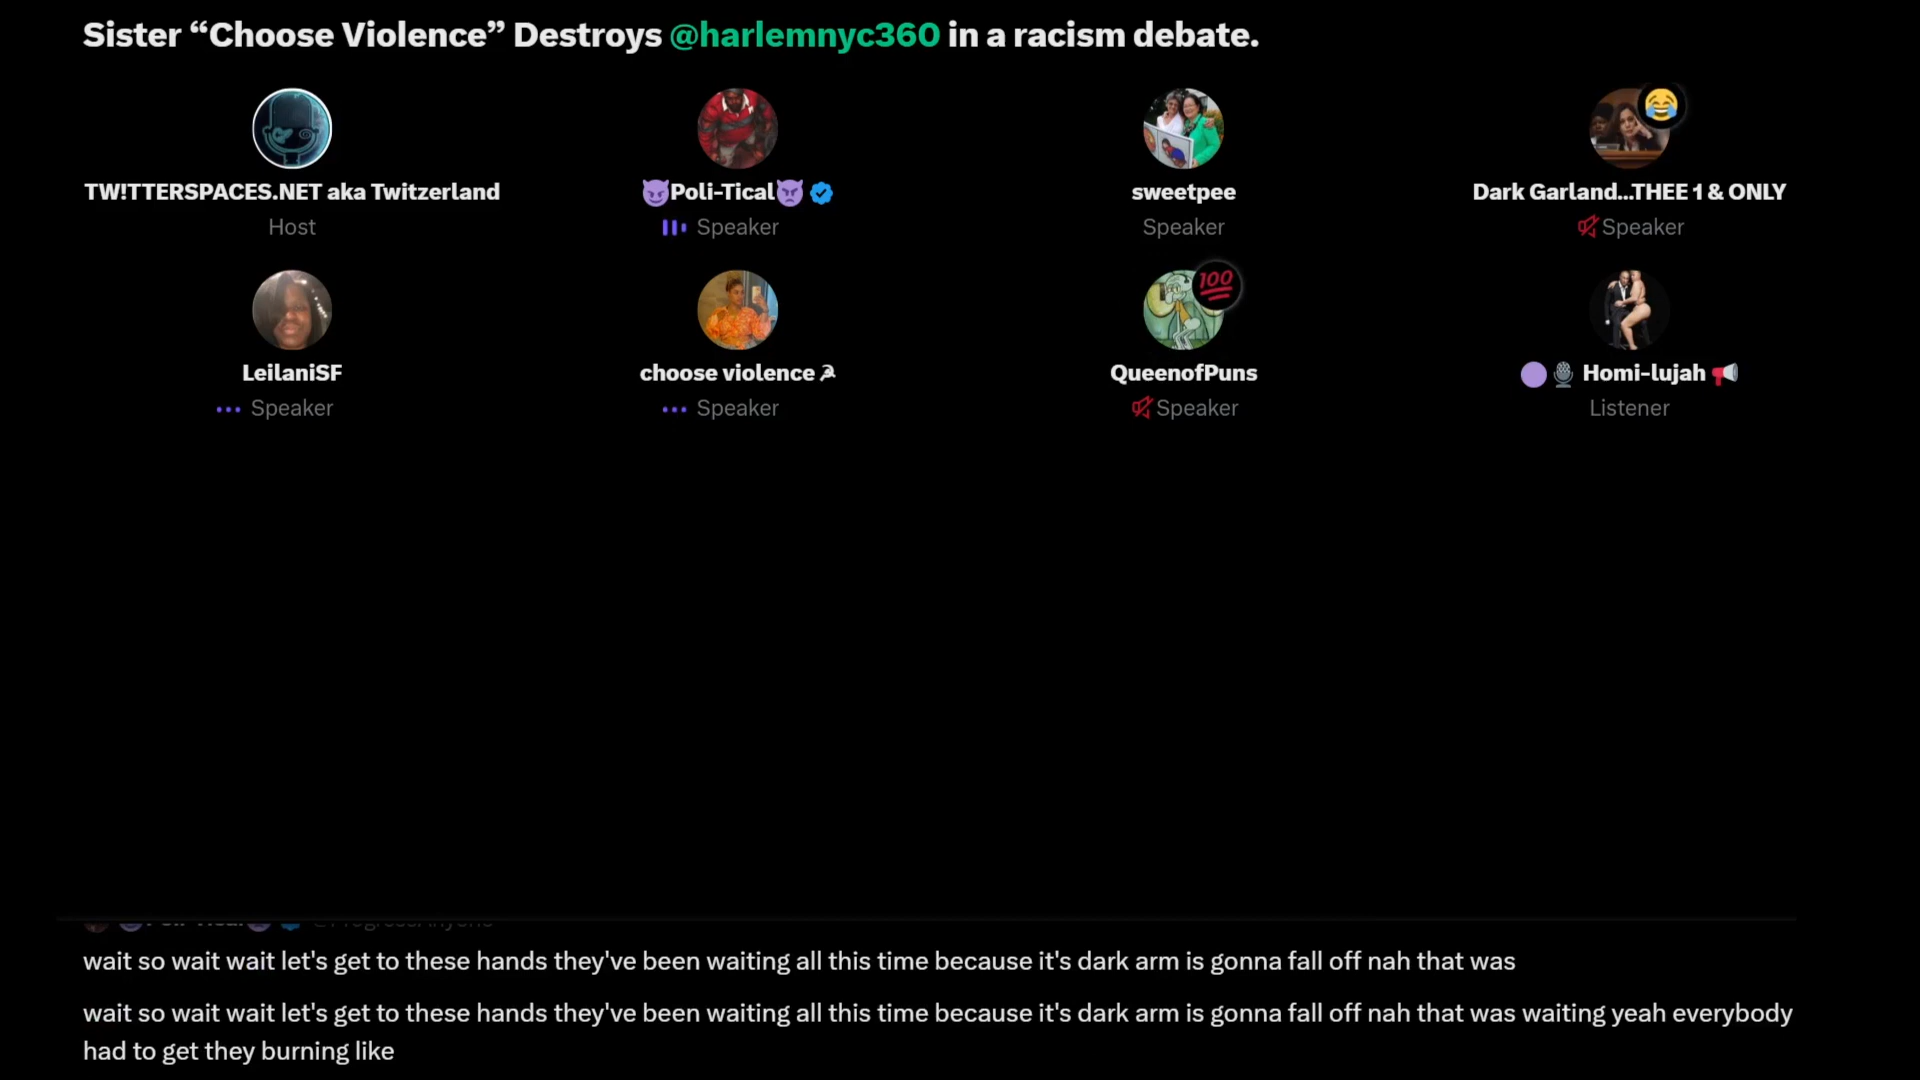 Sister “Choose Violence” Destroys @harlemnyc360 in a racism debate.
TW!TTERSPACES.NET aka Twitzerland
Host
😈Poli-Tical👿
Speaker
sweetpee
Speaker
Dark Garland...THEE 1 & ONLY
Speaker
LeilaniSF
Speaker
choose violence ☭
Speaker
100
QueenofPuns
Speaker
🟣🎙️ Homi-lujah 📢
Listener
wait so wait wait let's get to these hands they've been waiting all this time because it's dark arm is gonna fall off nah that was
wait so wait wait let's get to these hands they've been waiting all this time because it's dark arm is gonna fall off nah that was waiting yeah everybody
had to get they burning like